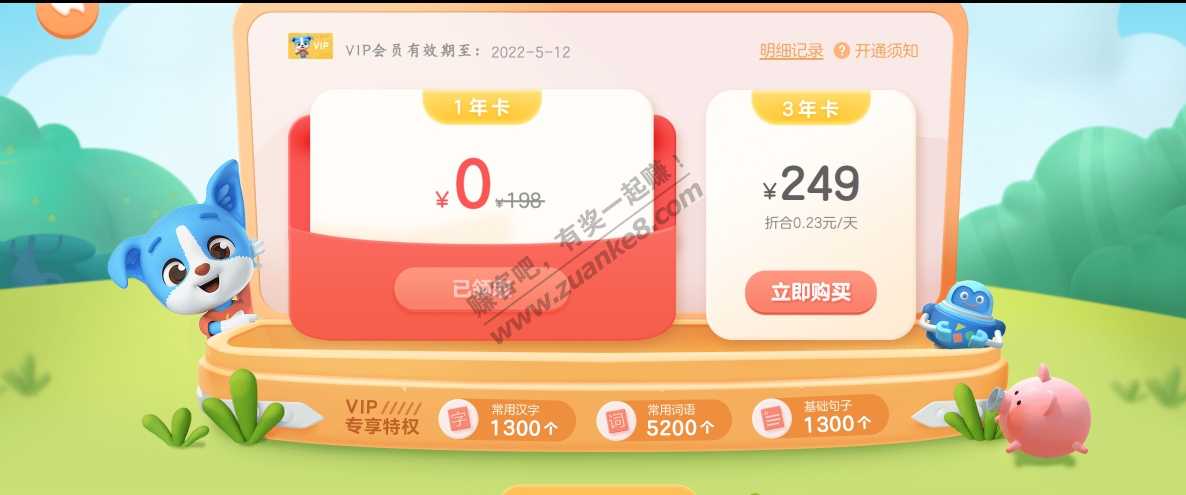 VIP
VIP会员有效期至：2022-5-12
明细记录
? 开通须知
1年卡
¥0 ¥198
已领取
3年卡
¥249
折合0.23元/天
立即购买
赚客吧，有奖一起赚！
www.zuanke8.com
VIP/////
专享特权
字
常用汉字
1300个
词
常用词语
5200个
基础句子
1300个